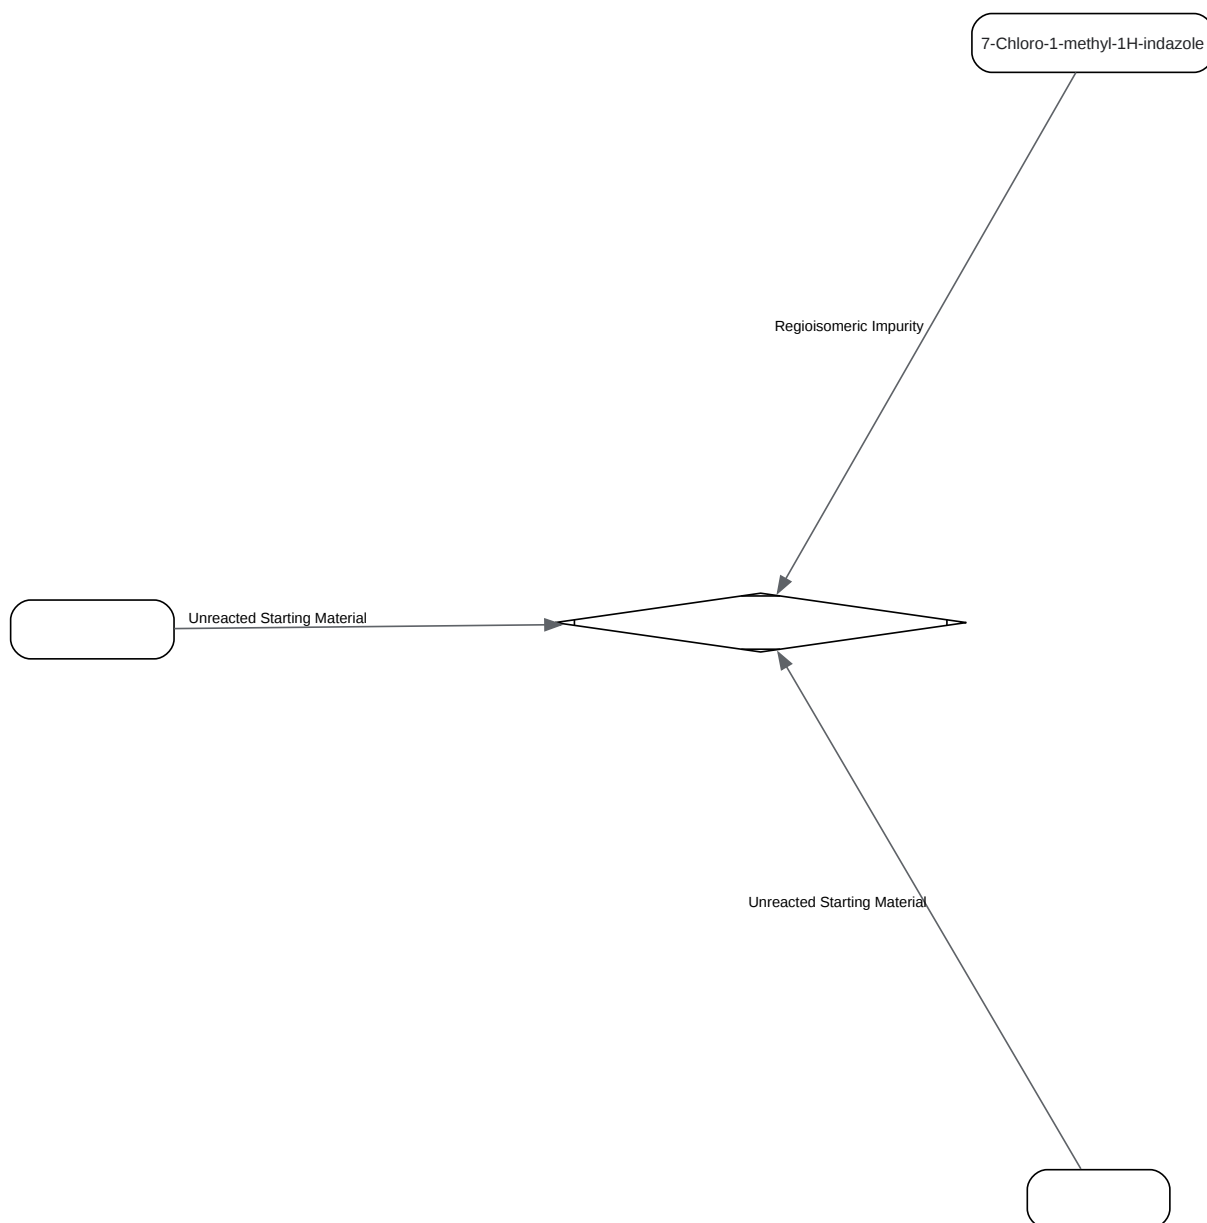 7-Chloro-1-methyl-1H-indazole
Regioisomeric Impurity
Unreacted Starting Material
Unreacted Starting Material